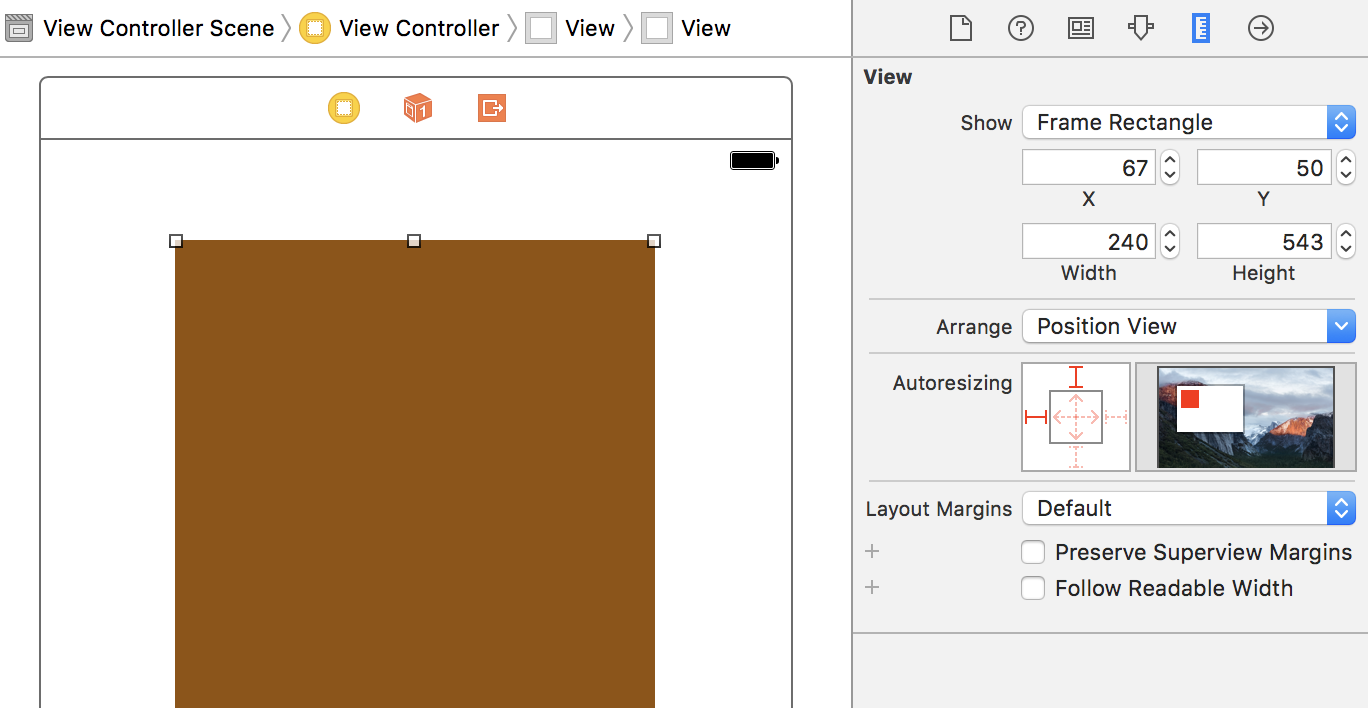 View Controller Scene View Controller View View
View
Show Frame Rectangle
67 50
X Y
240 543
Width Height
Arrange Position View
Autoresizing
Layout Margins Default
+ Preserve Superview Margins
+ Follow Readable Width
1